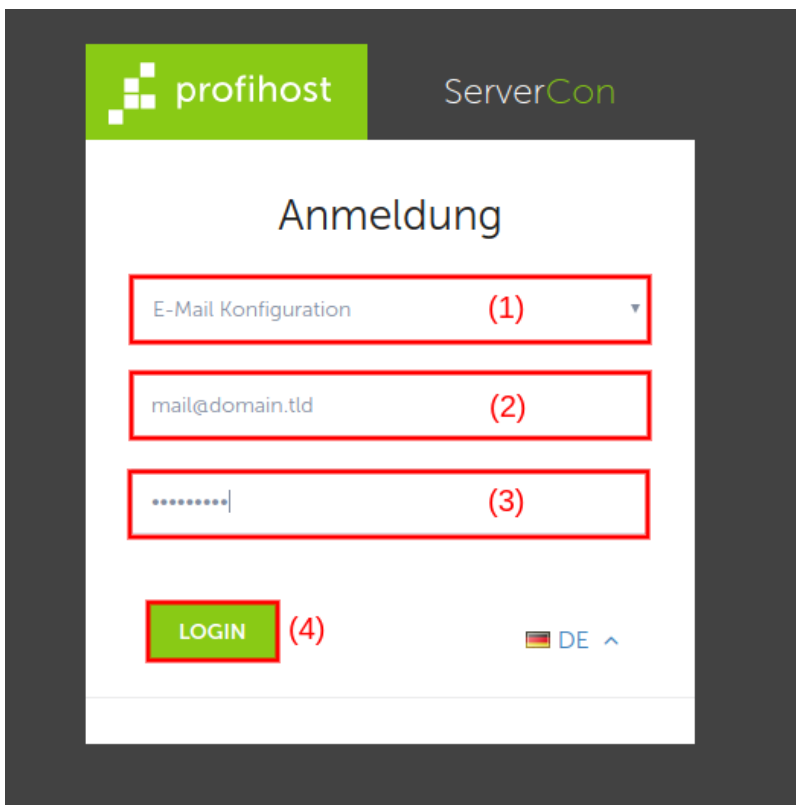 profihost
ServerCon
Anmeldung
E-Mail Konfiguration (1) ▼
mail@domain.tld (2)
•••••••••| (3)
LOGIN (4)
DE